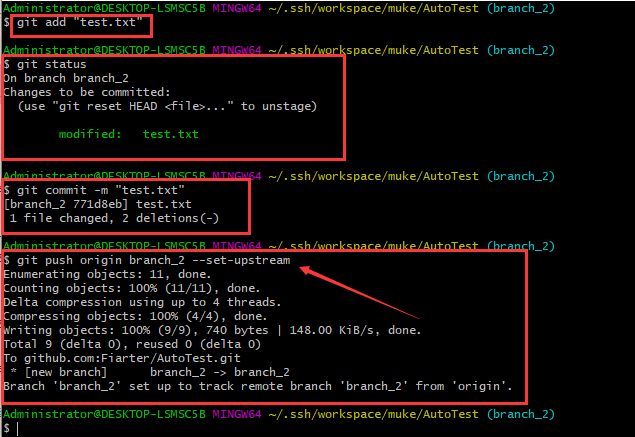 Administrator@DESKTOP-LSMSC5B MINGW64 ~/.ssh/workspace/muke/AutoTest (branch_2)
$ git add "test.txt"
Administrator@DESKTOP-LSMSC5B MINGW64 ~/.ssh/workspace/muke/AutoTest (branch_2)
$ git status
On branch branch_2
Changes to be committed:
  (use "git reset HEAD <file>..." to unstage)
        modified:   test.txt
Administrator@DESKTOP-LSMSC5B MINGW64 ~/.ssh/workspace/muke/AutoTest (branch_2)
$ git commit -m "test.txt"
[branch_2 771d8eb] test.txt
 1 file changed, 2 deletions(-)
Administrator@DESKTOP-LSMSC5B MINGW64 ~/.ssh/workspace/muke/AutoTest (branch_2)
$ git push origin branch_2 --set-upstream
Enumerating objects: 11, done.
Counting objects: 100% (11/11), done.
Delta compression using up to 4 threads.
Compressing objects: 100% (4/4), done.
Writing objects: 100% (9/9), 740 bytes | 148.00 KiB/s, done.
Total 9 (delta 0), reused 0 (delta 0)
To github.com:Fiarter/AutoTest.git
 * [new branch]      branch_2 -> branch_2
Branch 'branch_2' set up to track remote branch 'branch_2' from 'origin'.
Administrator@DESKTOP-LSMSC5B MINGW64 ~/.ssh/workspace/muke/AutoTest (branch_2)
$